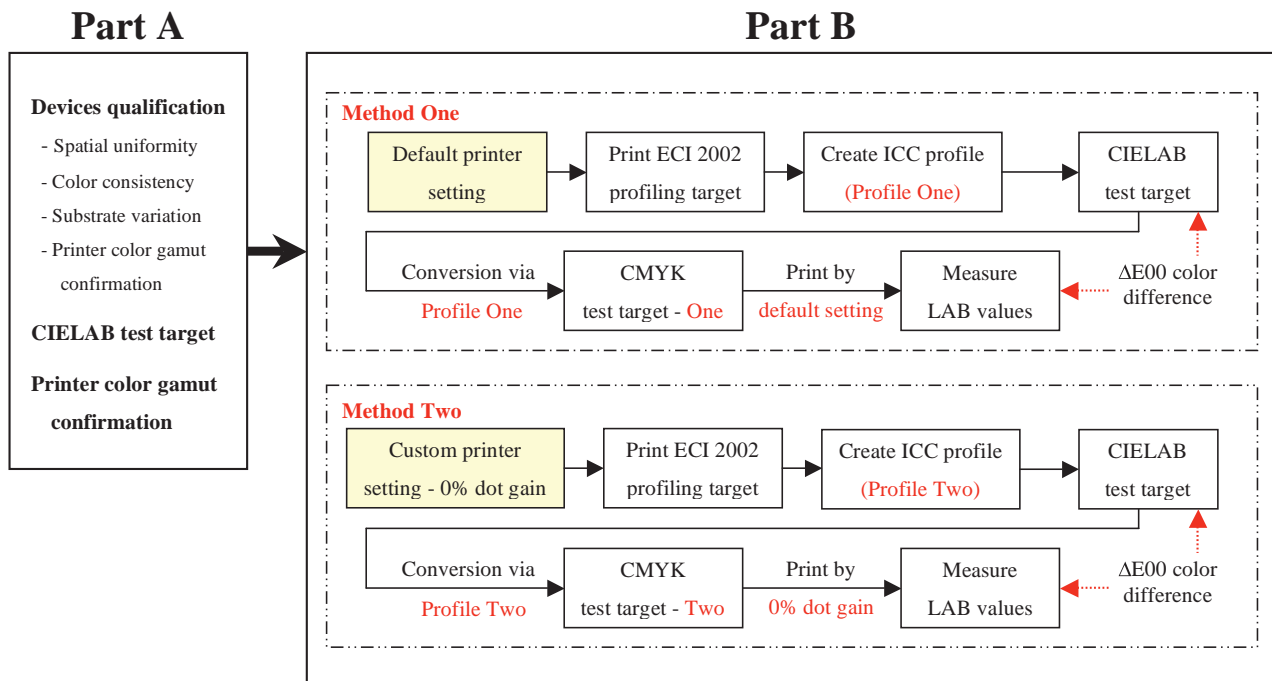 Part A
Part B
Devices qualification
- Spatial uniformity
- Color consistency
- Substrate variation
- Printer color gamut
confirmation
CIELAB test target
Printer color gamut
confirmation
Method One
Default printer
setting
Print ECI 2002
profiling target
Create ICC profile
(Profile One)
CIELAB
test target
Conversion via
Profile One
CMYK
test target - One
Print by
default setting
Measure
LAB values
ΔE00 color
difference
Method Two
Custom printer
setting - 0% dot gain
Print ECI 2002
profiling target
Create ICC profile
(Profile Two)
CIELAB
test target
Conversion via
Profile Two
CMYK
test target - Two
Print by
0% dot gain
Measure
LAB values
ΔE00 color
difference